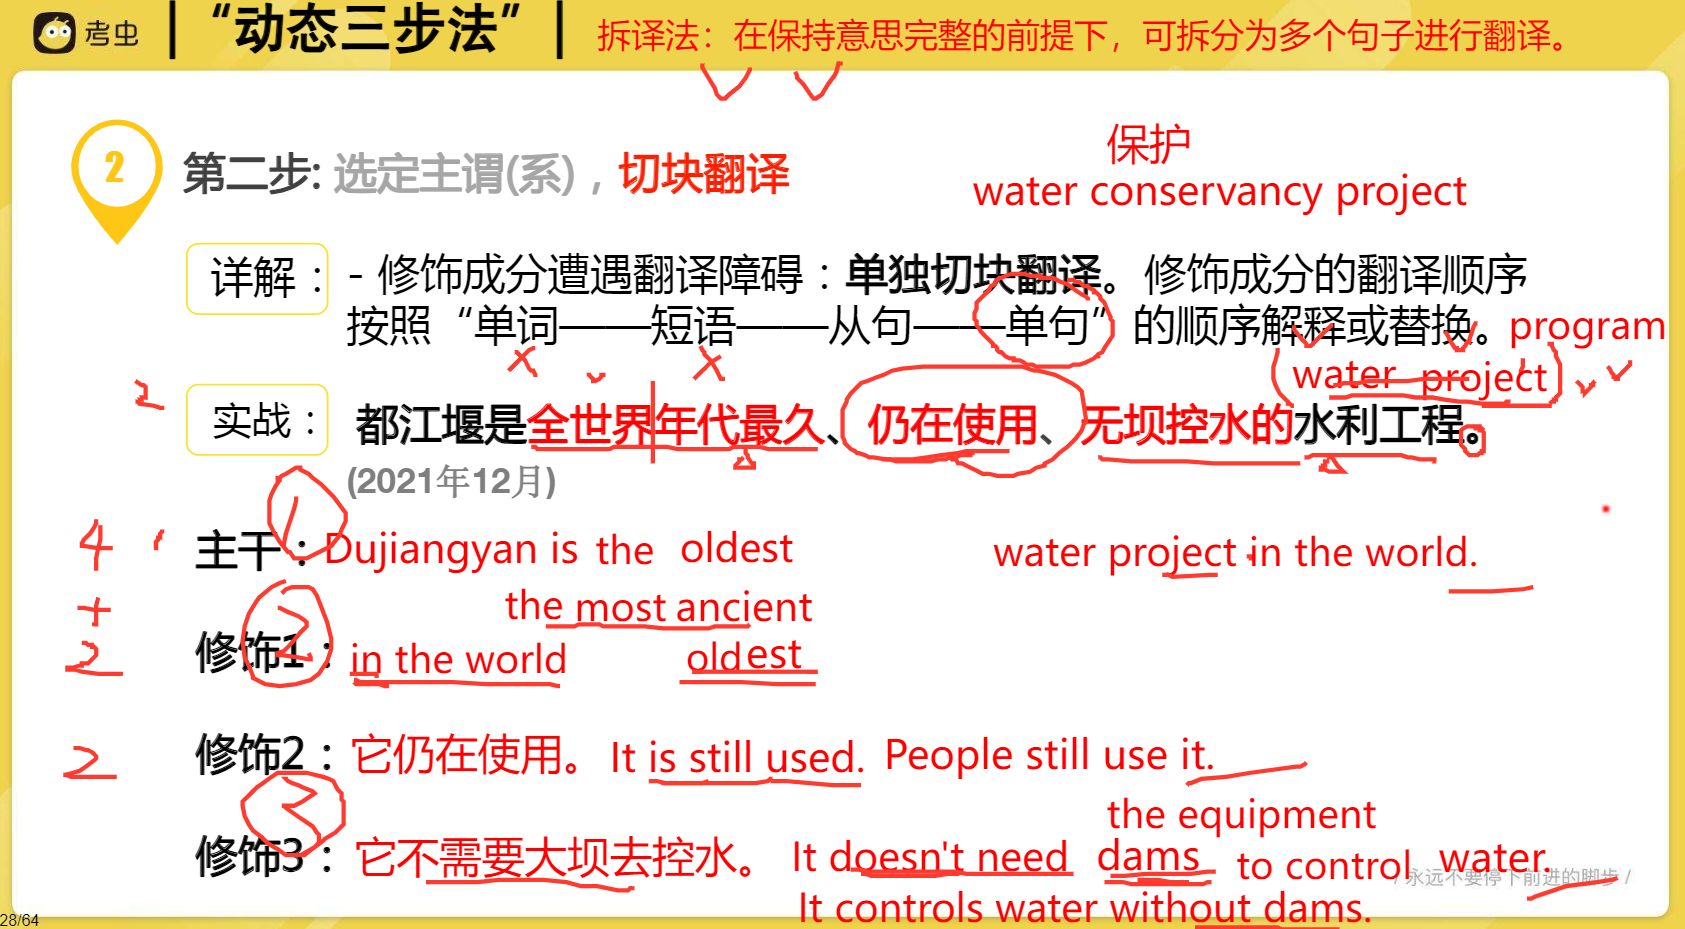 考虫
“动态三步法”
拆译法：在保持意思完整的前提下，可拆分为多个句子进行翻译。
2
第二步: 选定主谓(系)，切块翻译
保护
water conservancy project
详解：
- 修饰成分遭遇翻译障碍：单独切块翻译。修饰成分的翻译顺序
按照“单词——短语——从句——单句”的顺序解释或替换。
program
water project
2
实战：
都江堰是全世界年代最久、仍在使用、无坝控水的水利工程。
(2021年12月)
1
4
主干：Dujiangyan is the oldest water project in the world.
the most ancient
+
2
2
修饰1：in the world oldest
2
修饰2：它仍在使用。 It is still used. People still use it.
3
the equipment
修饰3：它不需要大坝去控水。 It doesn't need dams to control water.
/ 永远不要停下前进的脚步 /
It controls water without dams.
28/64